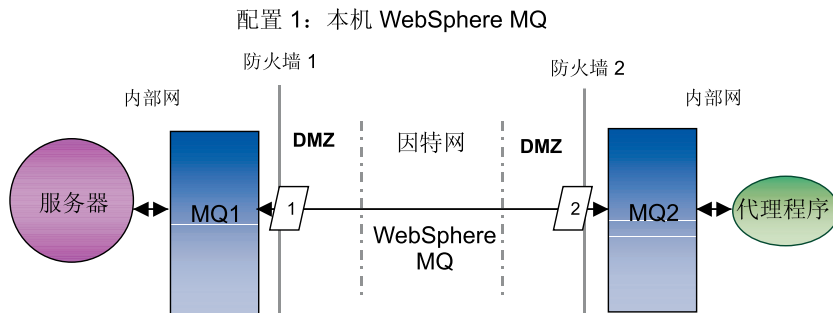 配置 1：本机 WebSphere MQ
防火墙 1
防火墙 2
内部网
内部网
DMZ
因特网
DMZ
服务器
MQ1
1
2
MQ2
代理程序
WebSphere
MQ